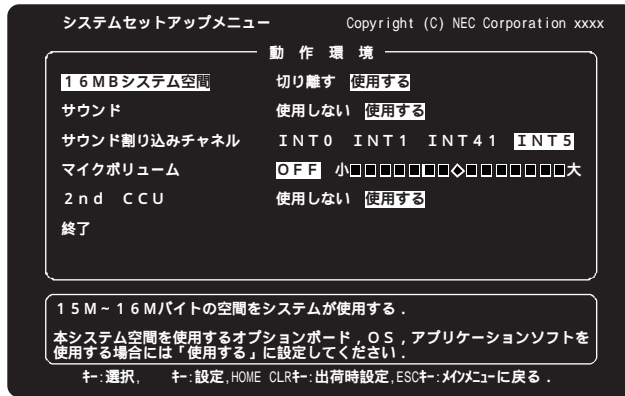 システムセットアップメニュー Copyright (C) NEC Corporation xxxx
動 作 環 境
16MBシステム空間 切り離す 使用する
サウンド 使用しない 使用する
サウンド割り込みチャネル INT0 INT1 INT41 INT5
マイクボリューム OFF 小□□□□□□□◇□□□□□□□大
2nd CCU 使用しない 使用する
終了
15M~16Mバイトの空間をシステムが使用する.
本システム空間を使用するオプションボード,OS,アプリケーションソフトを
使用する場合には「使用する」に設定してください.
キー:選択, キー:設定,HOME CLRキー:出荷時設定,ESCキー:メインメニューに戻る.